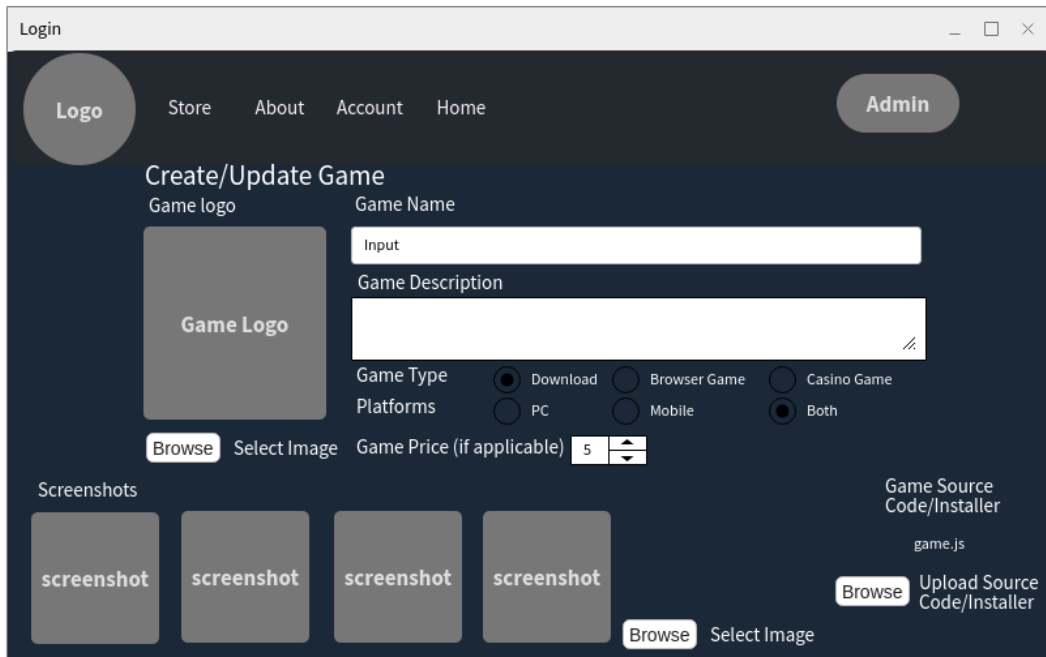 Login
Logo
Store About Account Home
Admin
Create/Update Game
Game logo
Game Name
Input
Game Description
Game Logo
Game Type Download Browser Game Casino Game
Platforms PC Mobile Both
Browse Select Image
Game Price (if applicable) 5
Screenshots
screenshot screenshot screenshot screenshot
Browse Select Image
Game Source
Code/Installer
game.js
Browse Upload Source
Code/Installer